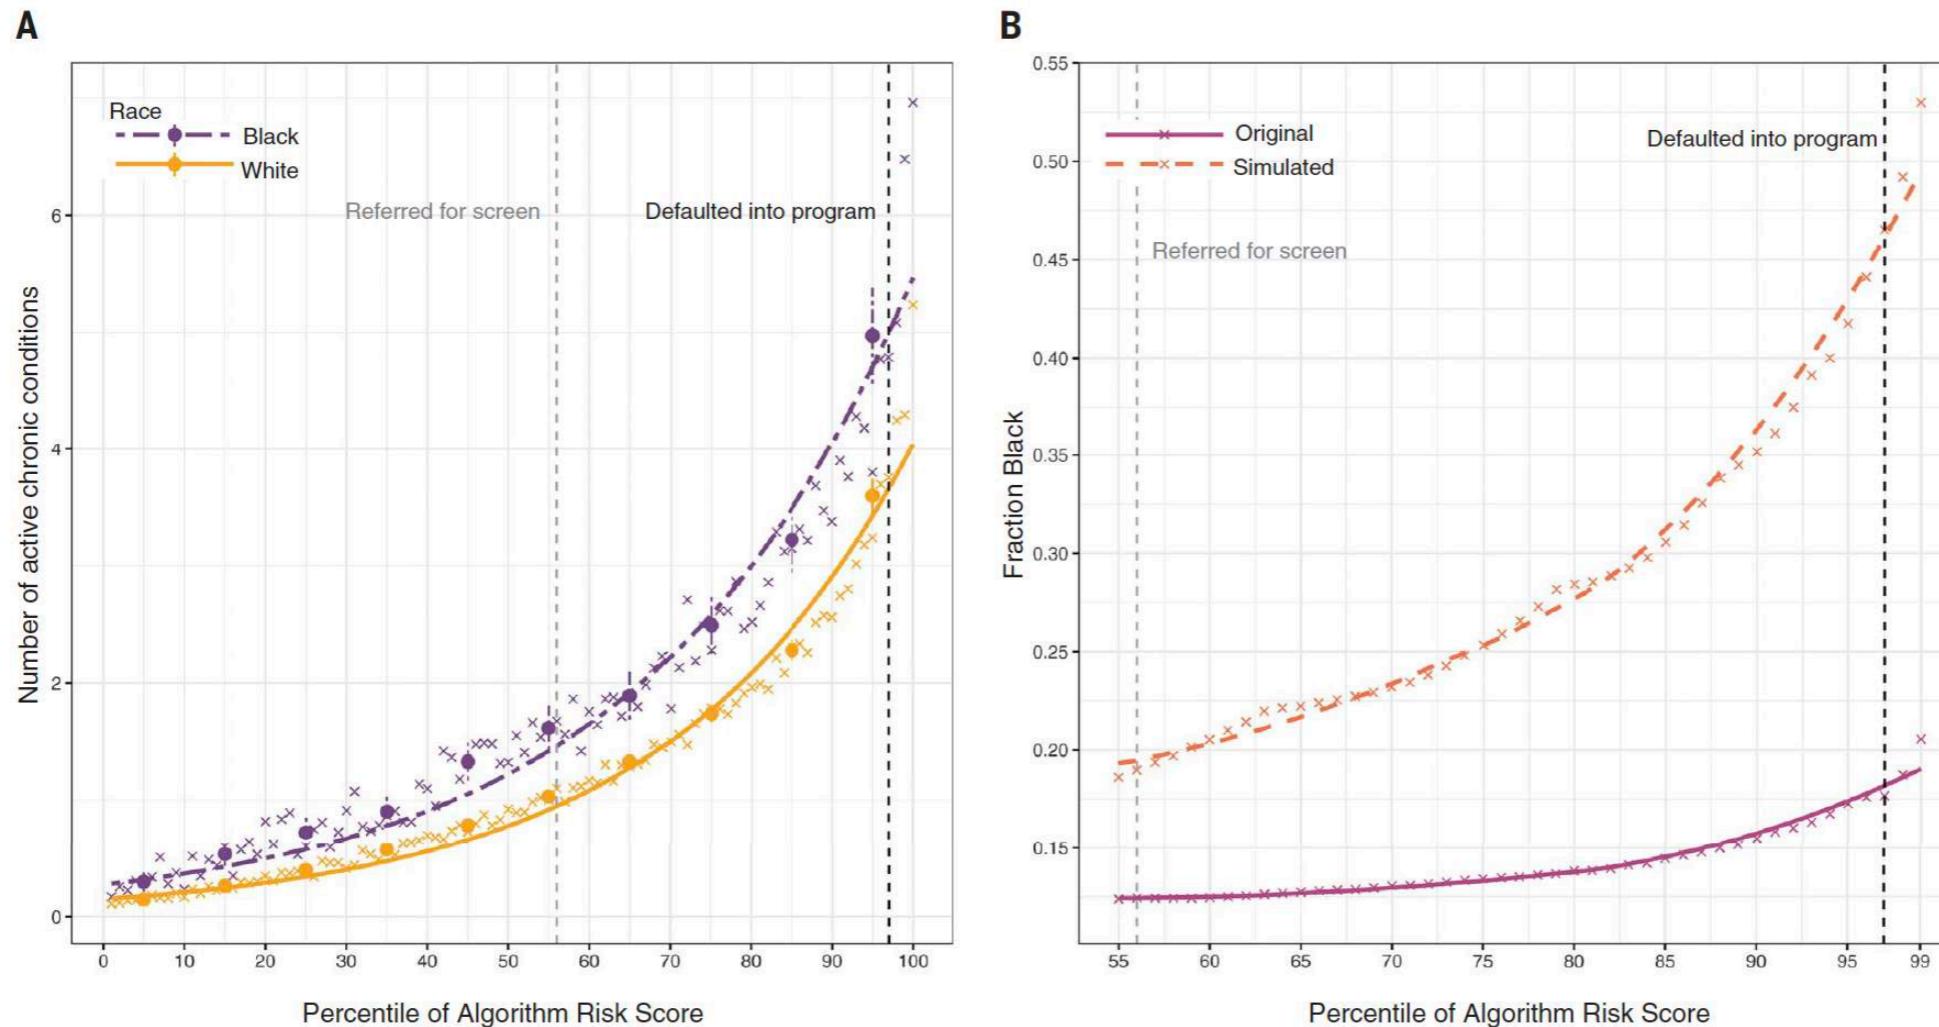 A
Race
Black
White
Referred for screen
Defaulted into program
Number of active chronic conditions
6
4
2
0
0 10 20 30 40 50 60 70 80 90 100
Percentile of Algorithm Risk Score
B
Original
Simulated
Defaulted into program
Referred for screen
Fraction Black
0.55
0.50
0.45
0.40
0.35
0.30
0.25
0.20
0.15
55 60 65 70 75 80 85 90 95 99
Percentile of Algorithm Risk Score